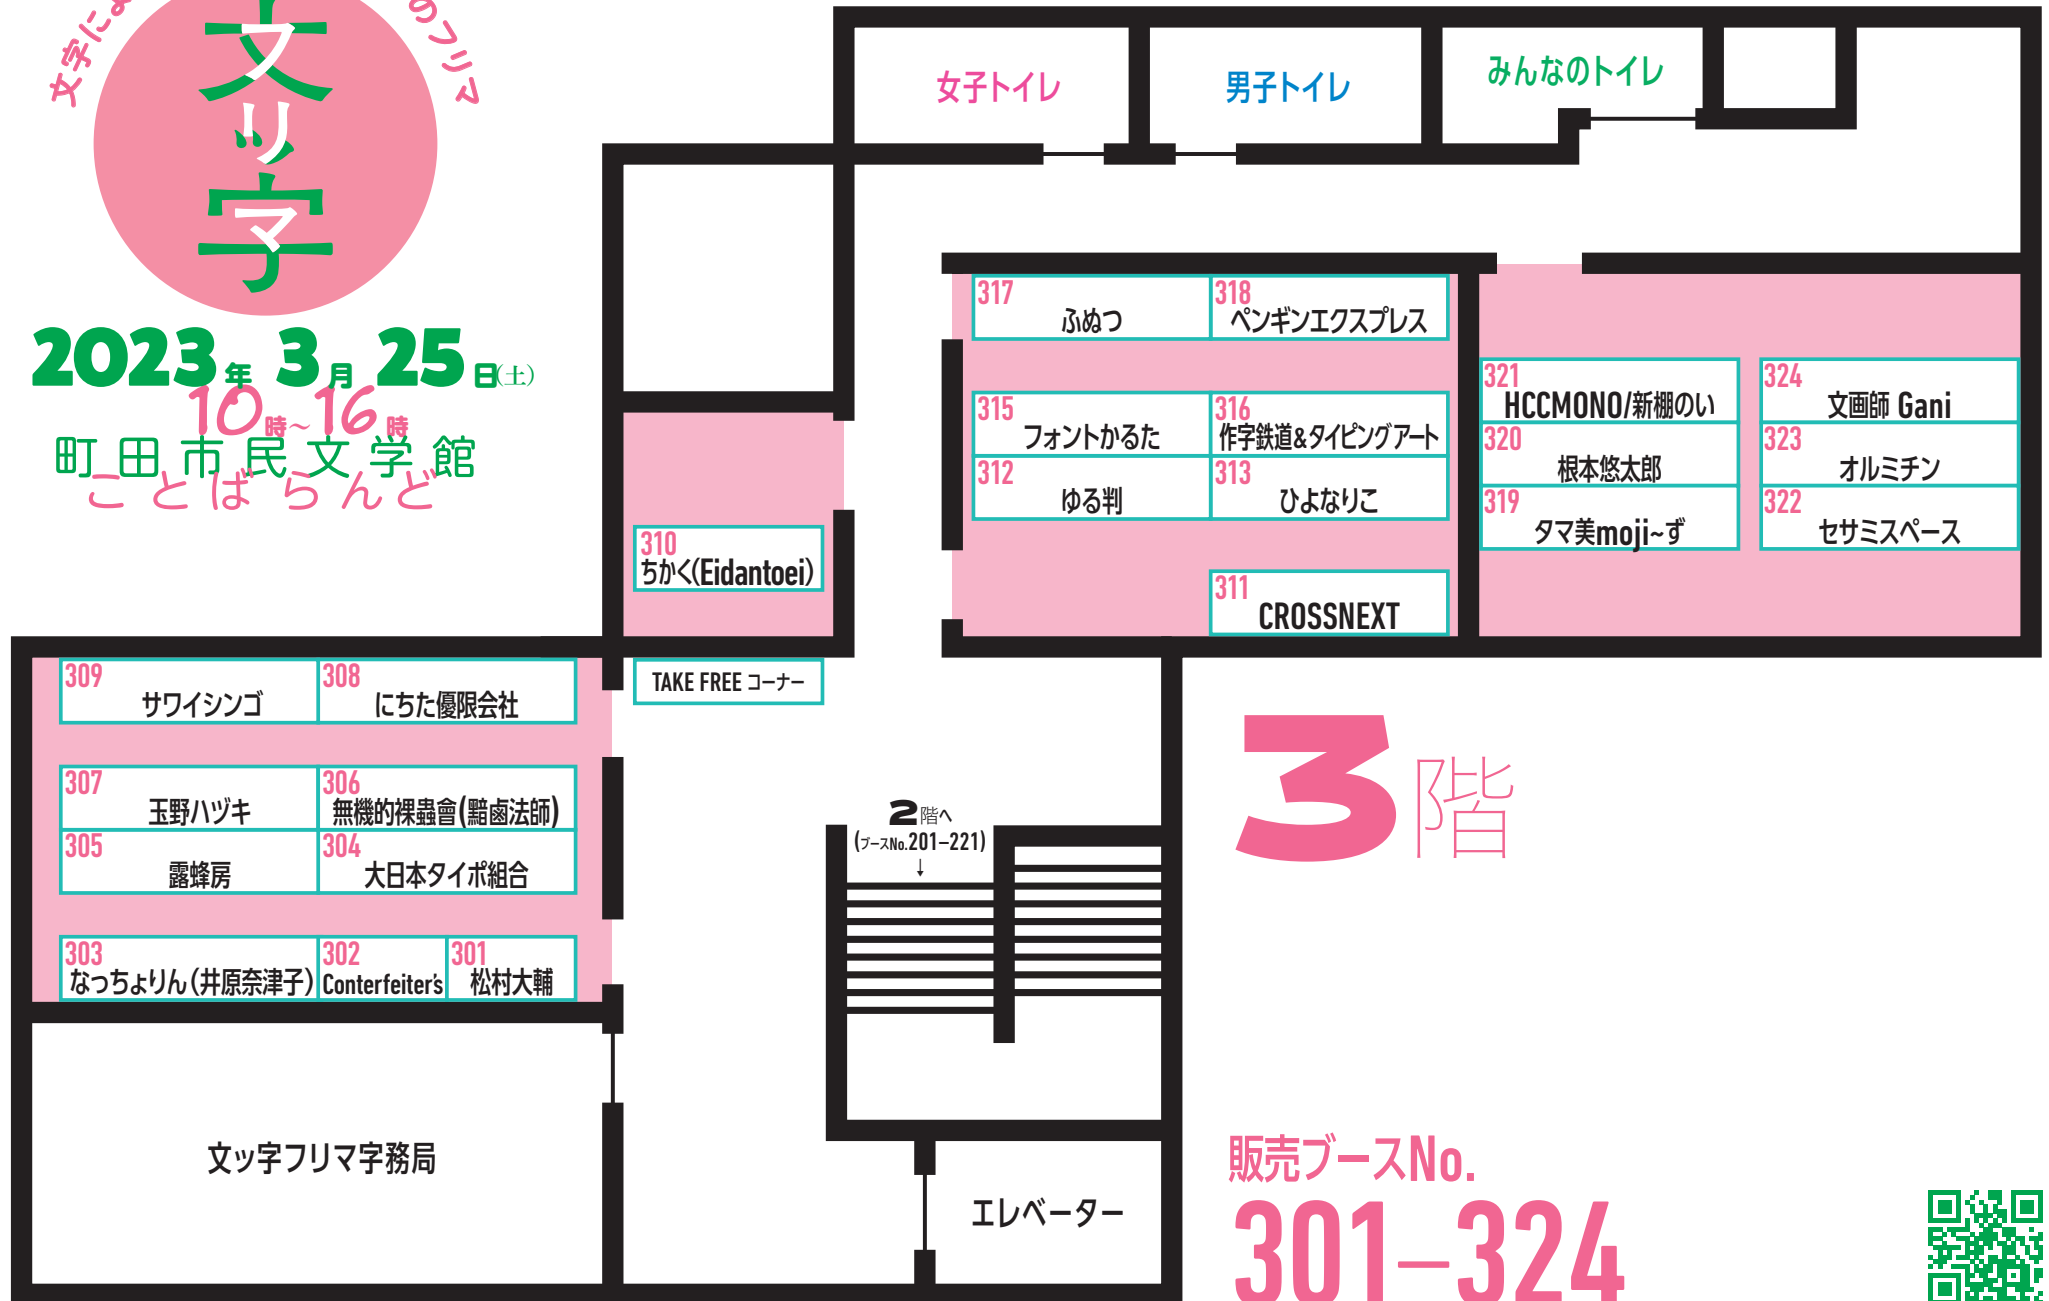 文字によ
のフリマ
文ッ字
フリマ
2023年 3月 25日(土)
10時~16時
町田市民文学館
ことばらんど
女子トイレ
男子トイレ
みんなのトイレ
317
ふぬつ
318
ペンギンエクスプレス
315
フォントかるた
316
作字鉄道&タイピングアート
312
ゆる判
313
ひよなりこ
311
CROSSNEXT
321
HCCMONO/新棚のい
320
根本悠太郎
319
タマ美moji~ず
324
文画師 Gani
323
オルミチン
322
セサミスペース
310
ちかく(Eidantoei)
TAKE FREE コーナー
309
サワイシンゴ
308
にちた優限会社
307
玉野ハヅキ
306
無機的裸蟲會(黯鹵法師)
305
露蜂房
304
大日本タイポ組合
303
なっちょりん(井原奈津子)
302
Conterfeiter's
301
松村大輔
2階へ
(ブースNo.201–221)
↓
3階
文ッ字フリマ字務局
エレベーター
販売ブースNo.
301–324